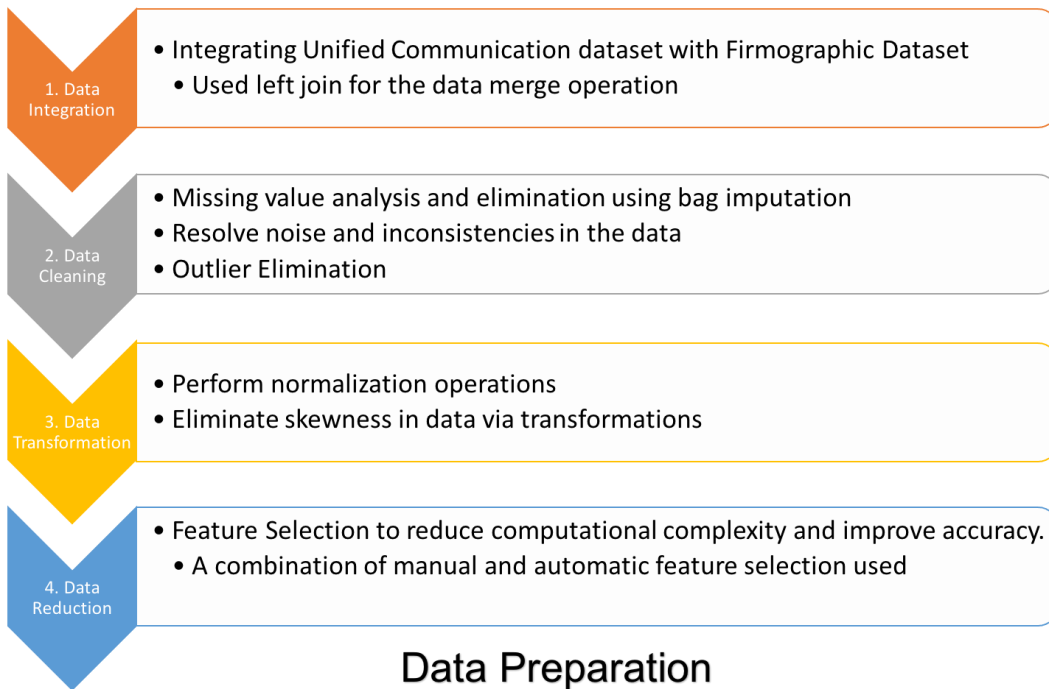 1. Data
Integration
• Integrating Unified Communication dataset with Firmographic Dataset
• Used left join for the data merge operation
2. Data
Cleaning
• Missing value analysis and elimination using bag imputation
• Resolve noise and inconsistencies in the data
• Outlier Elimination
3. Data
Transformation
• Perform normalization operations
• Eliminate skewness in data via transformations
4. Data
Reduction
• Feature Selection to reduce computational complexity and improve accuracy.
• A combination of manual and automatic feature selection used
Data Preparation